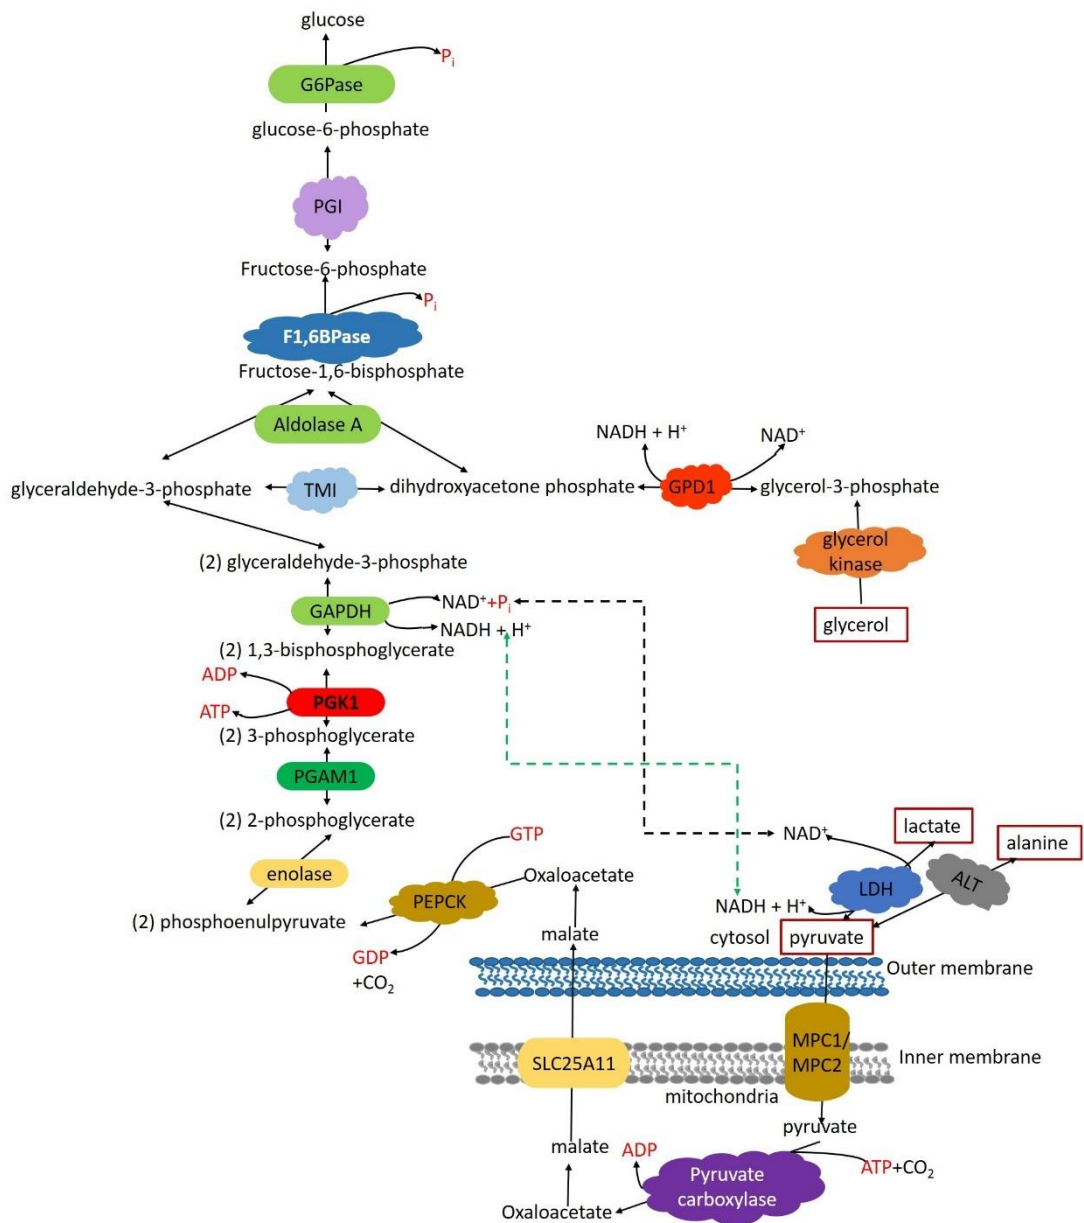 glucose
Pi
G6Pase
glucose-6-phosphate
PGI
Fructose-6-phosphate
Pi
F1,6BPase
Fructose-1,6-bisphosphate
Aldolase A
NADH + H+
NAD+
glyceraldehyde-3-phosphate
TMI
dihydroxyacetone phosphate
GPD1
glycerol-3-phosphate
glycerol
kinase
glycerol
(2) glyceraldehyde-3-phosphate
GAPDH
NAD++Pi
NADH + H+
(2) 1,3-bisphosphoglycerate
ADP
PGK1
ATP
(2) 3-phosphoglycerate
PGAM1
(2) 2-phosphoglycerate
GTP
NAD+
lactate
alanine
enolase
Oxaloacetate
PEPCK
LDH
ALT
(2) phosphoenulpyruvate
NADH + H+
malate
cytosol
pyruvate
GDP
+CO2
Outer membrane
MPC1/
MPC2
SLC25A11
Inner membrane
mitochondria
pyruvate
malate
ADP
ATP+CO2
Pyruvate
carboxylase
Oxaloacetate